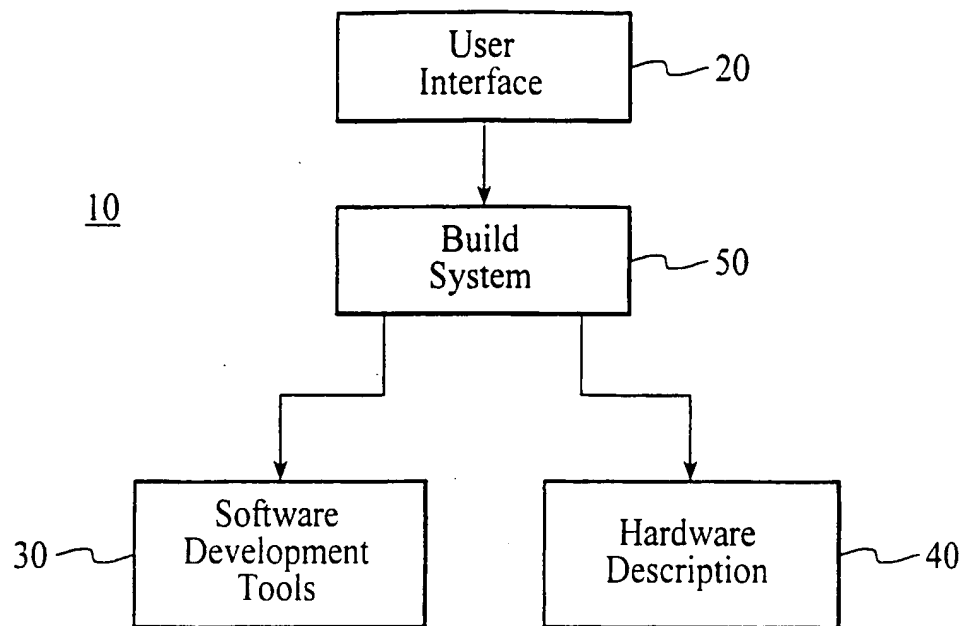 User
Interface
20
10
Build
System
50
Software
Development
Tools
30
Hardware
Description
40